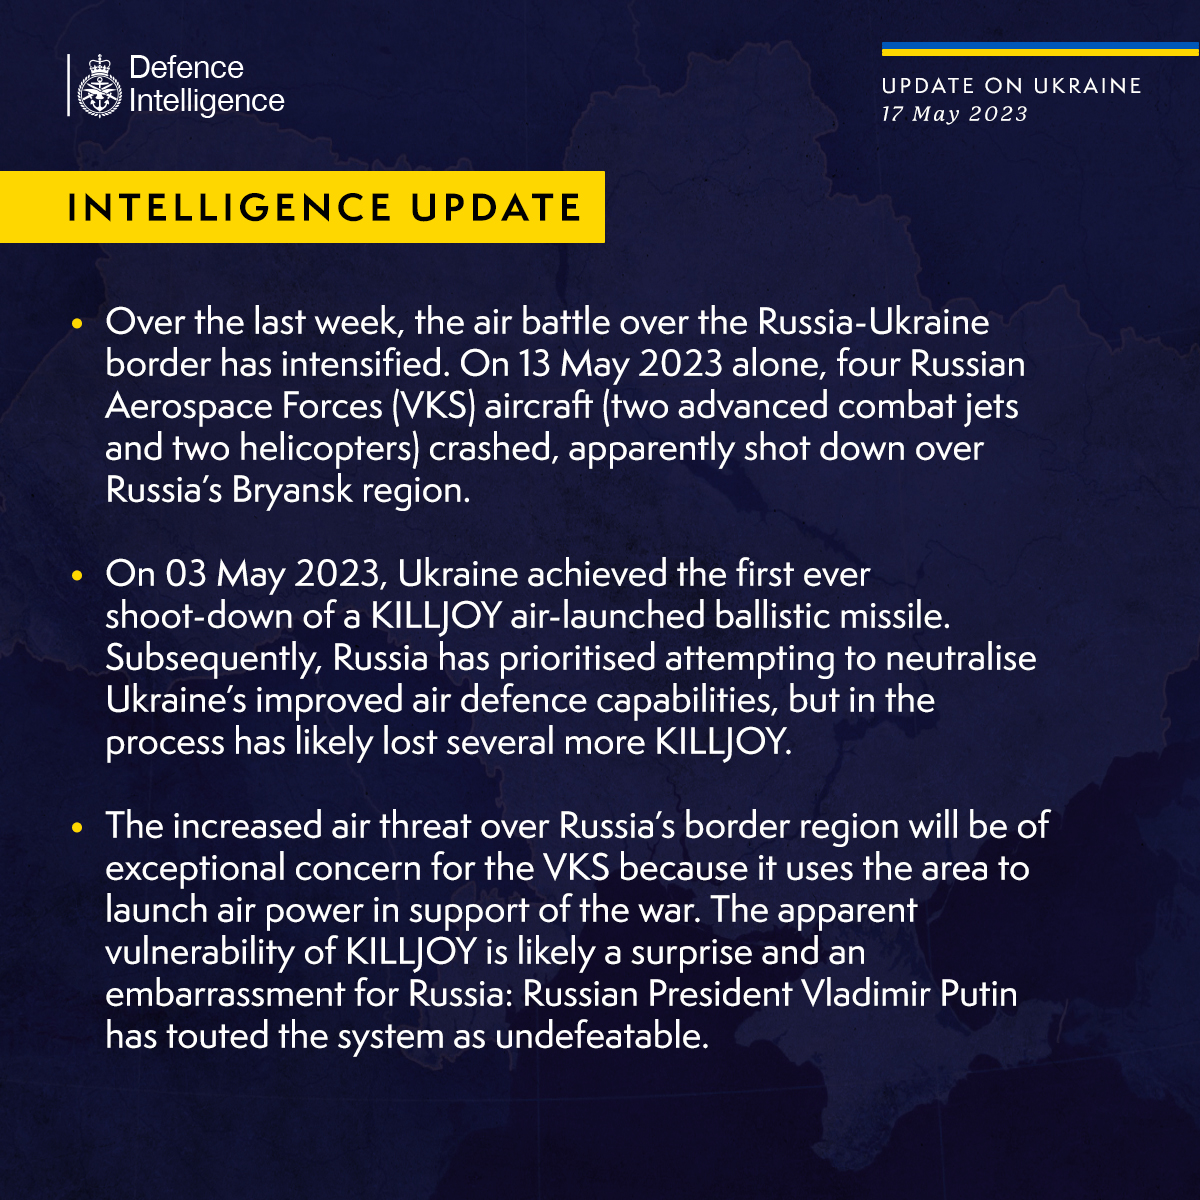 Defence
Intelligence
UPDATE ON UKRAINE
17 May 2023
INTELLIGENCE UPDATE
• Over the last week, the air battle over the Russia-Ukraine
border has intensified. On 13 May 2023 alone, four Russian
Aerospace Forces (VKS) aircraft (two advanced combat jets
and two helicopters) crashed, apparently shot down over
Russia's Bryansk region.
• On 03 May 2023, Ukraine achieved the first ever
shoot-down of a KILLJOY air-launched ballistic missile.
Subsequently, Russia has prioritised attempting to neutralise
Ukraine's improved air defence capabilities, but in the
process has likely lost several more KILLJOY.
• The increased air threat over Russia's border region will be of
exceptional concern for the VKS because it uses the area to
launch air power in support of the war. The apparent
vulnerability of KILLJOY is likely a surprise and an
embarrassment for Russia: Russian President Vladimir Putin
has touted the system as undefeatable.